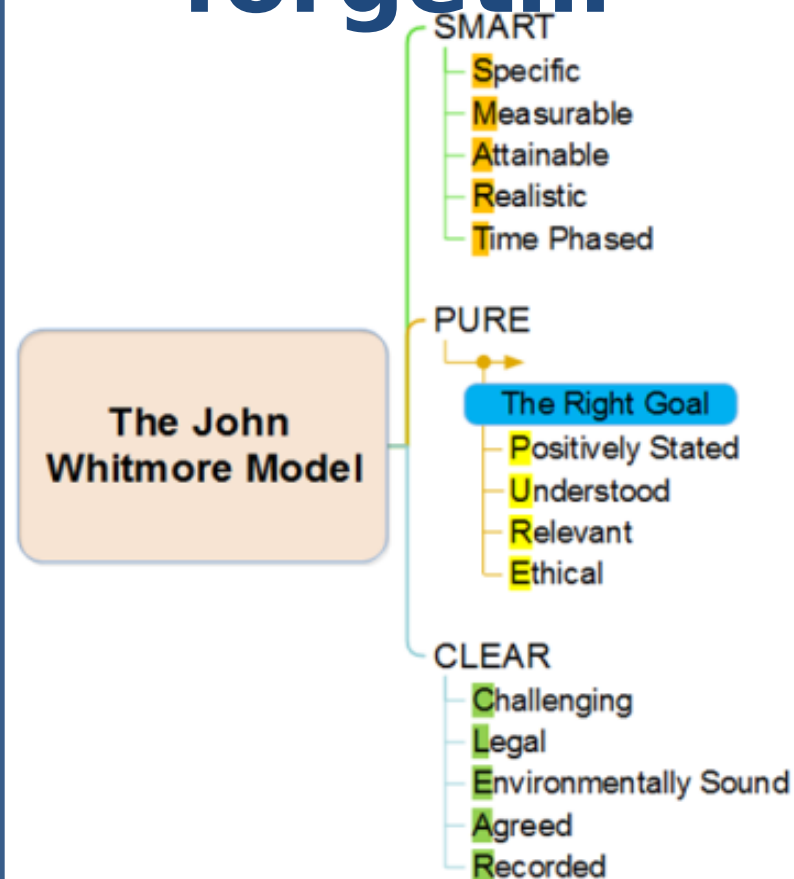 SMART
Specific
Measurable
Attainable
Realistic
Time Phased
PURE
The Right Goal
Positively Stated
Understood
Relevant
Ethical
The John
Whitmore Model
CLEAR
Challenging
Legal
Environmentally Sound
Agreed
Recorded